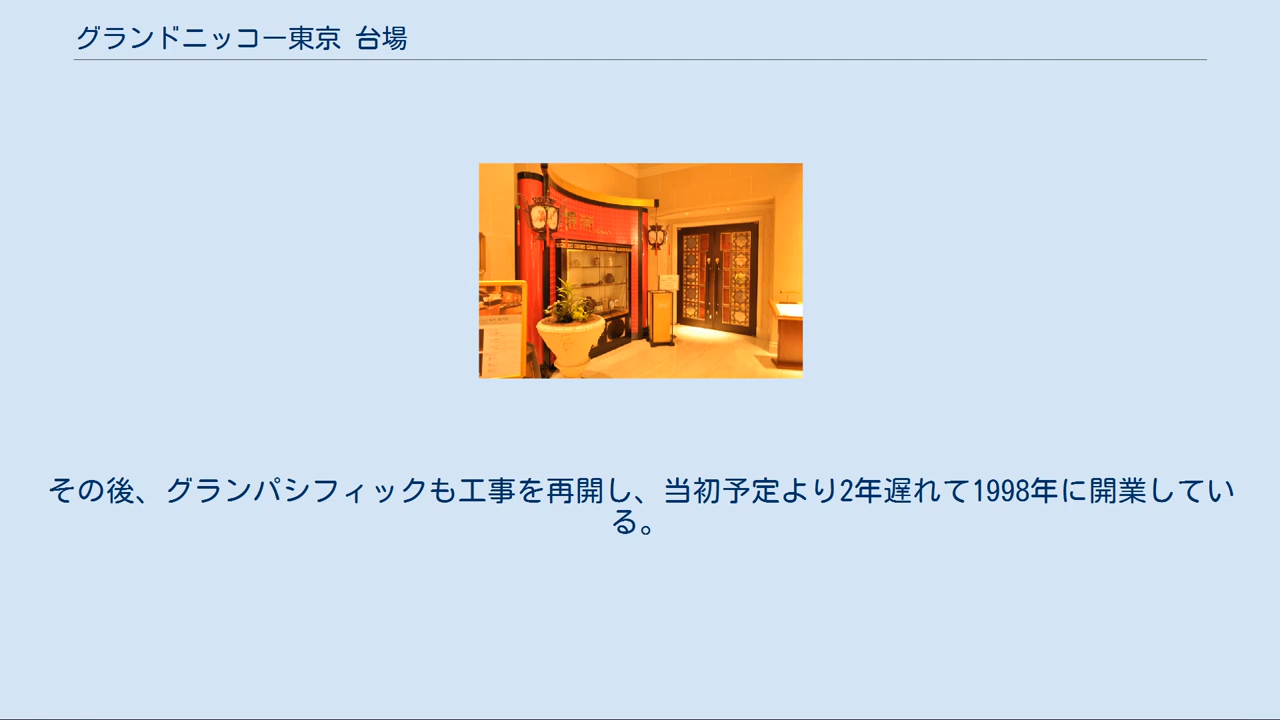 グランドニッコー東京 台場
その後、グランパシフィックも工事を再開し、当初予定より2年遅れて1998年に開業してい
る。